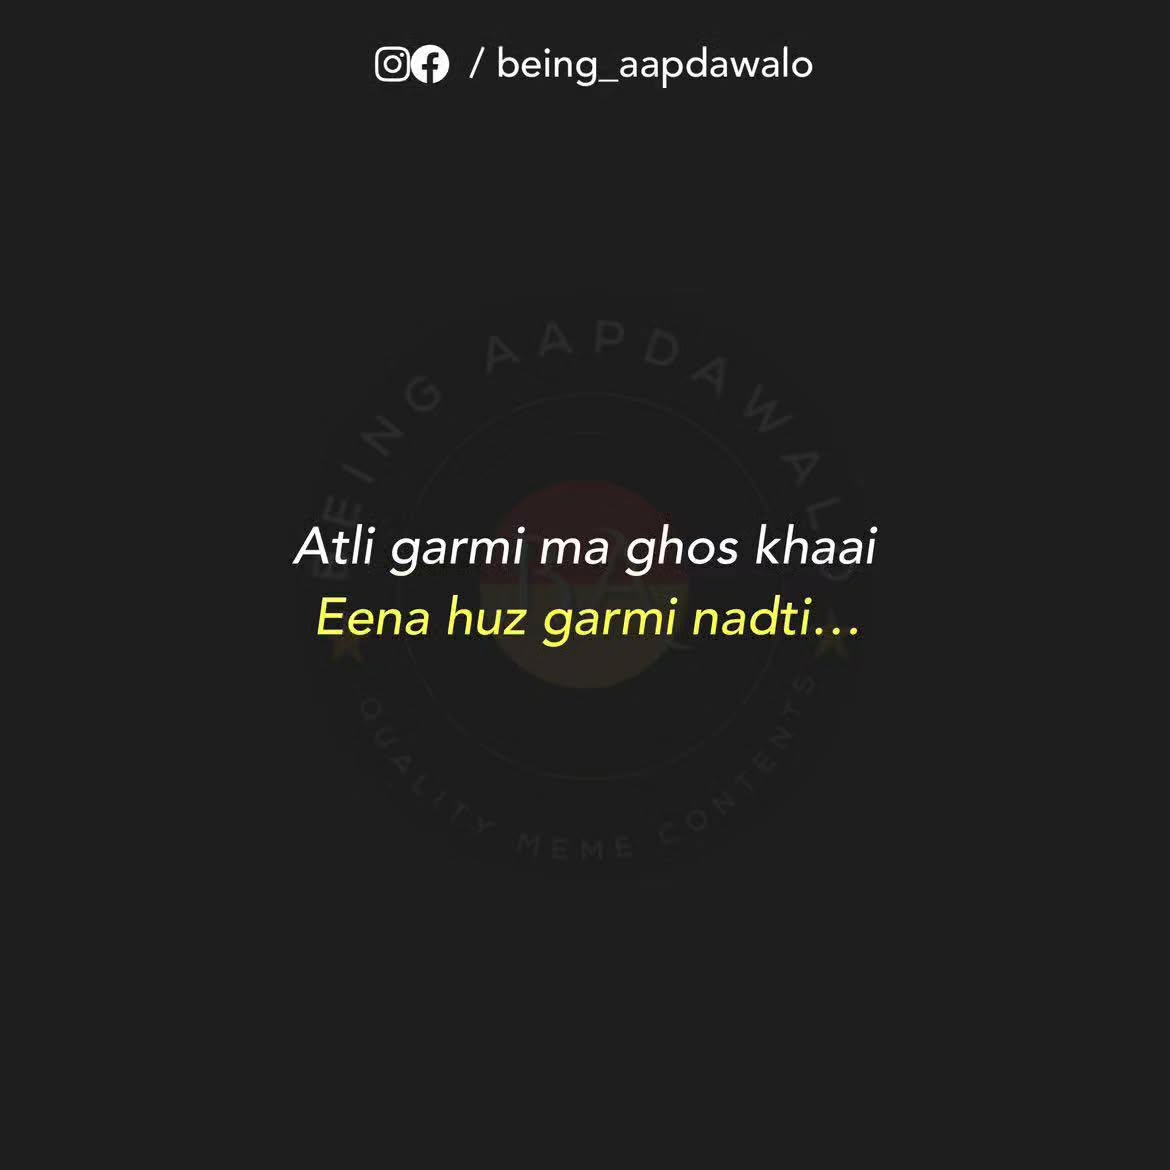 / being_aapdawalo
BEING AAPDAWALO
Atli garmi ma ghos khaai
Eena huz garmi nadti...
QUALITY MEME CONTENTS